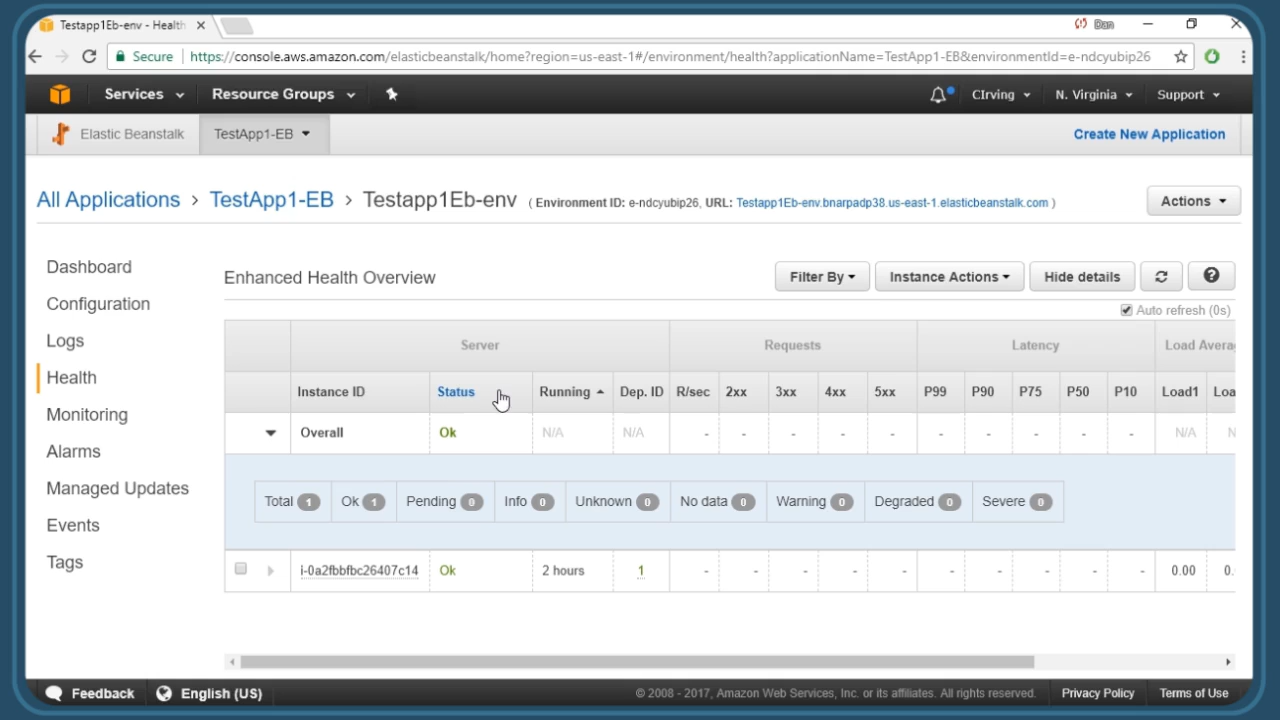 Testapp1Eb-env - Health
Dan
Secure https://console.aws.amazon.com/elasticbeanstalk/home?region=us-east-1#/environment/health?applicationName=TestApp1-EB&environmentId=e-ndcyubip26
Services Resource Groups CIrving N. Virginia Support
Elastic Beanstalk TestApp1-EB Create New Application
All Applications > TestApp1-EB > Testapp1Eb-env ( Environment ID: e-ndcyubip26, URL: Testapp1Eb-env.bnarpadp38.us-east-1.elasticbeanstalk.com ) Actions
Dashboard
Configuration
Logs
Health
Monitoring
Alarms
Managed Updates
Events
Tags
Enhanced Health Overview Filter By Instance Actions Hide details ?
Auto refresh (0s)
Server Requests Latency Load Avera
Instance ID Status Running Dep. ID R/sec 2xx 3xx 4xx 5xx P99 P90 P75 P50 P10 Load1 Loa
Overall Ok N/A N/A - - - - - - - - - - N/A N
Total 1 Ok 1 Pending 0 Info 0 Unknown 0 No data 0 Warning 0 Degraded 0 Severe 0
i-0a2fbbfbc26407c14 Ok 2 hours 1 - - - - - - - - - - 0.00 0.
Feedback English (US) © 2008 - 2017, Amazon Web Services, Inc. or its affiliates. All rights reserved. Privacy Policy Terms of Use